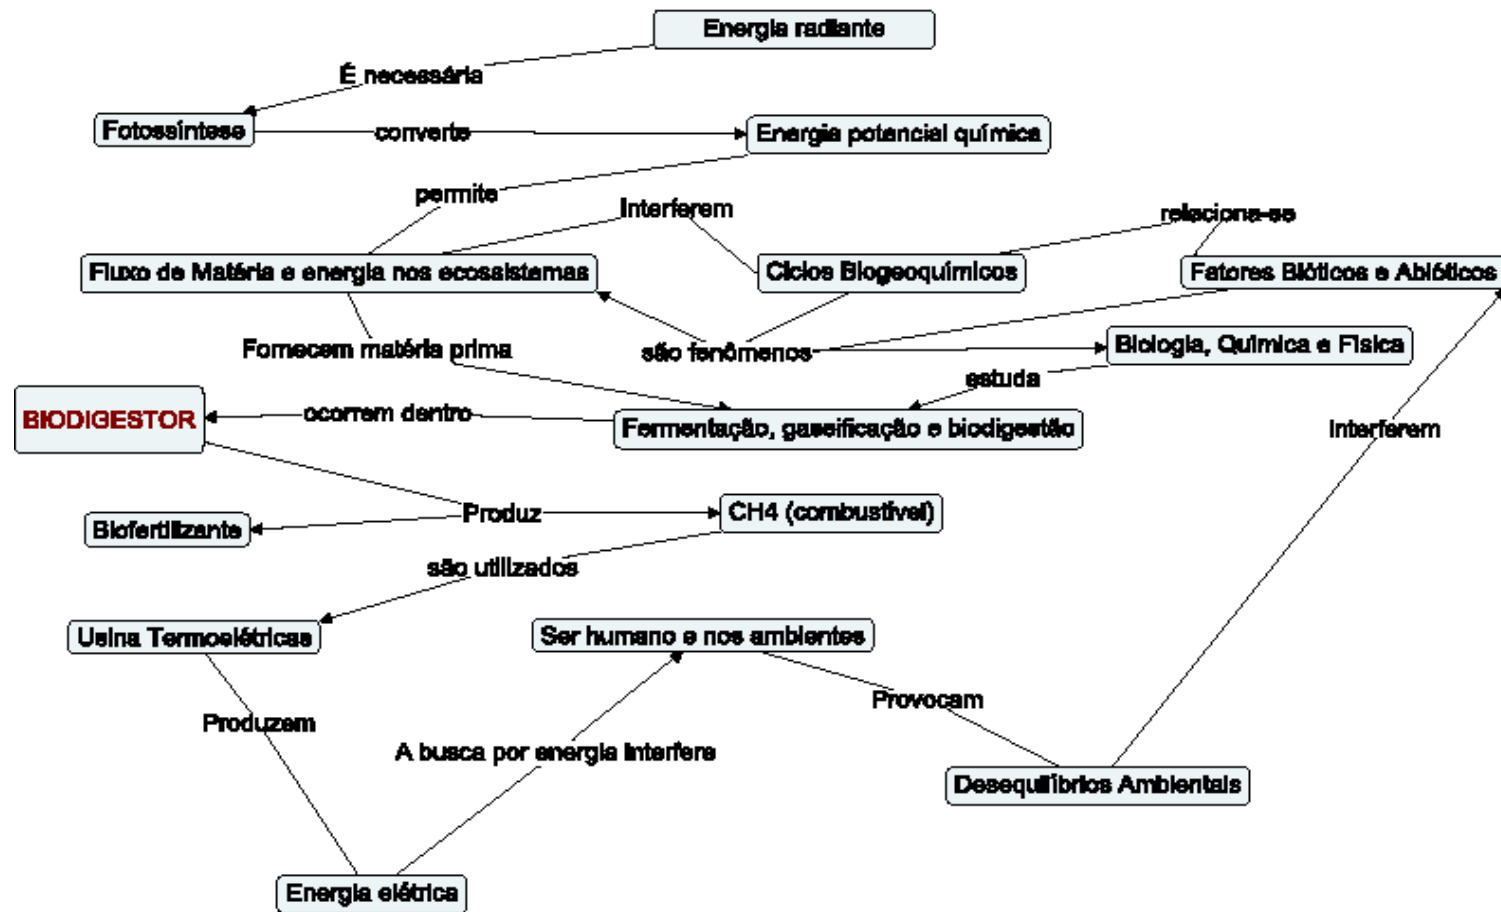 Energia radiante
É necessária
Fotossíntese
converte
Energia potencial química
permite
Interferem
relaciona-se
Fluxo de Matéria e energia nos ecossistemas
Ciclos Biogeoquímicos
Fatores Bióticos e Abióticos
Fornecem matéria prima
são fenômenos
Biologia, Química e Física
estuda
BIODIGESTOR
ocorrem dentro
Fermentação, gaseificação e biodigestão
Interferem
Biofertilizante
Produz
CH4 (combustível)
são utilizados
Usina Termoelétricas
Ser humano e nos ambientes
Provocam
Produzem
A busca por energia interfere
Desequilíbrios Ambientais
Energia elétrica